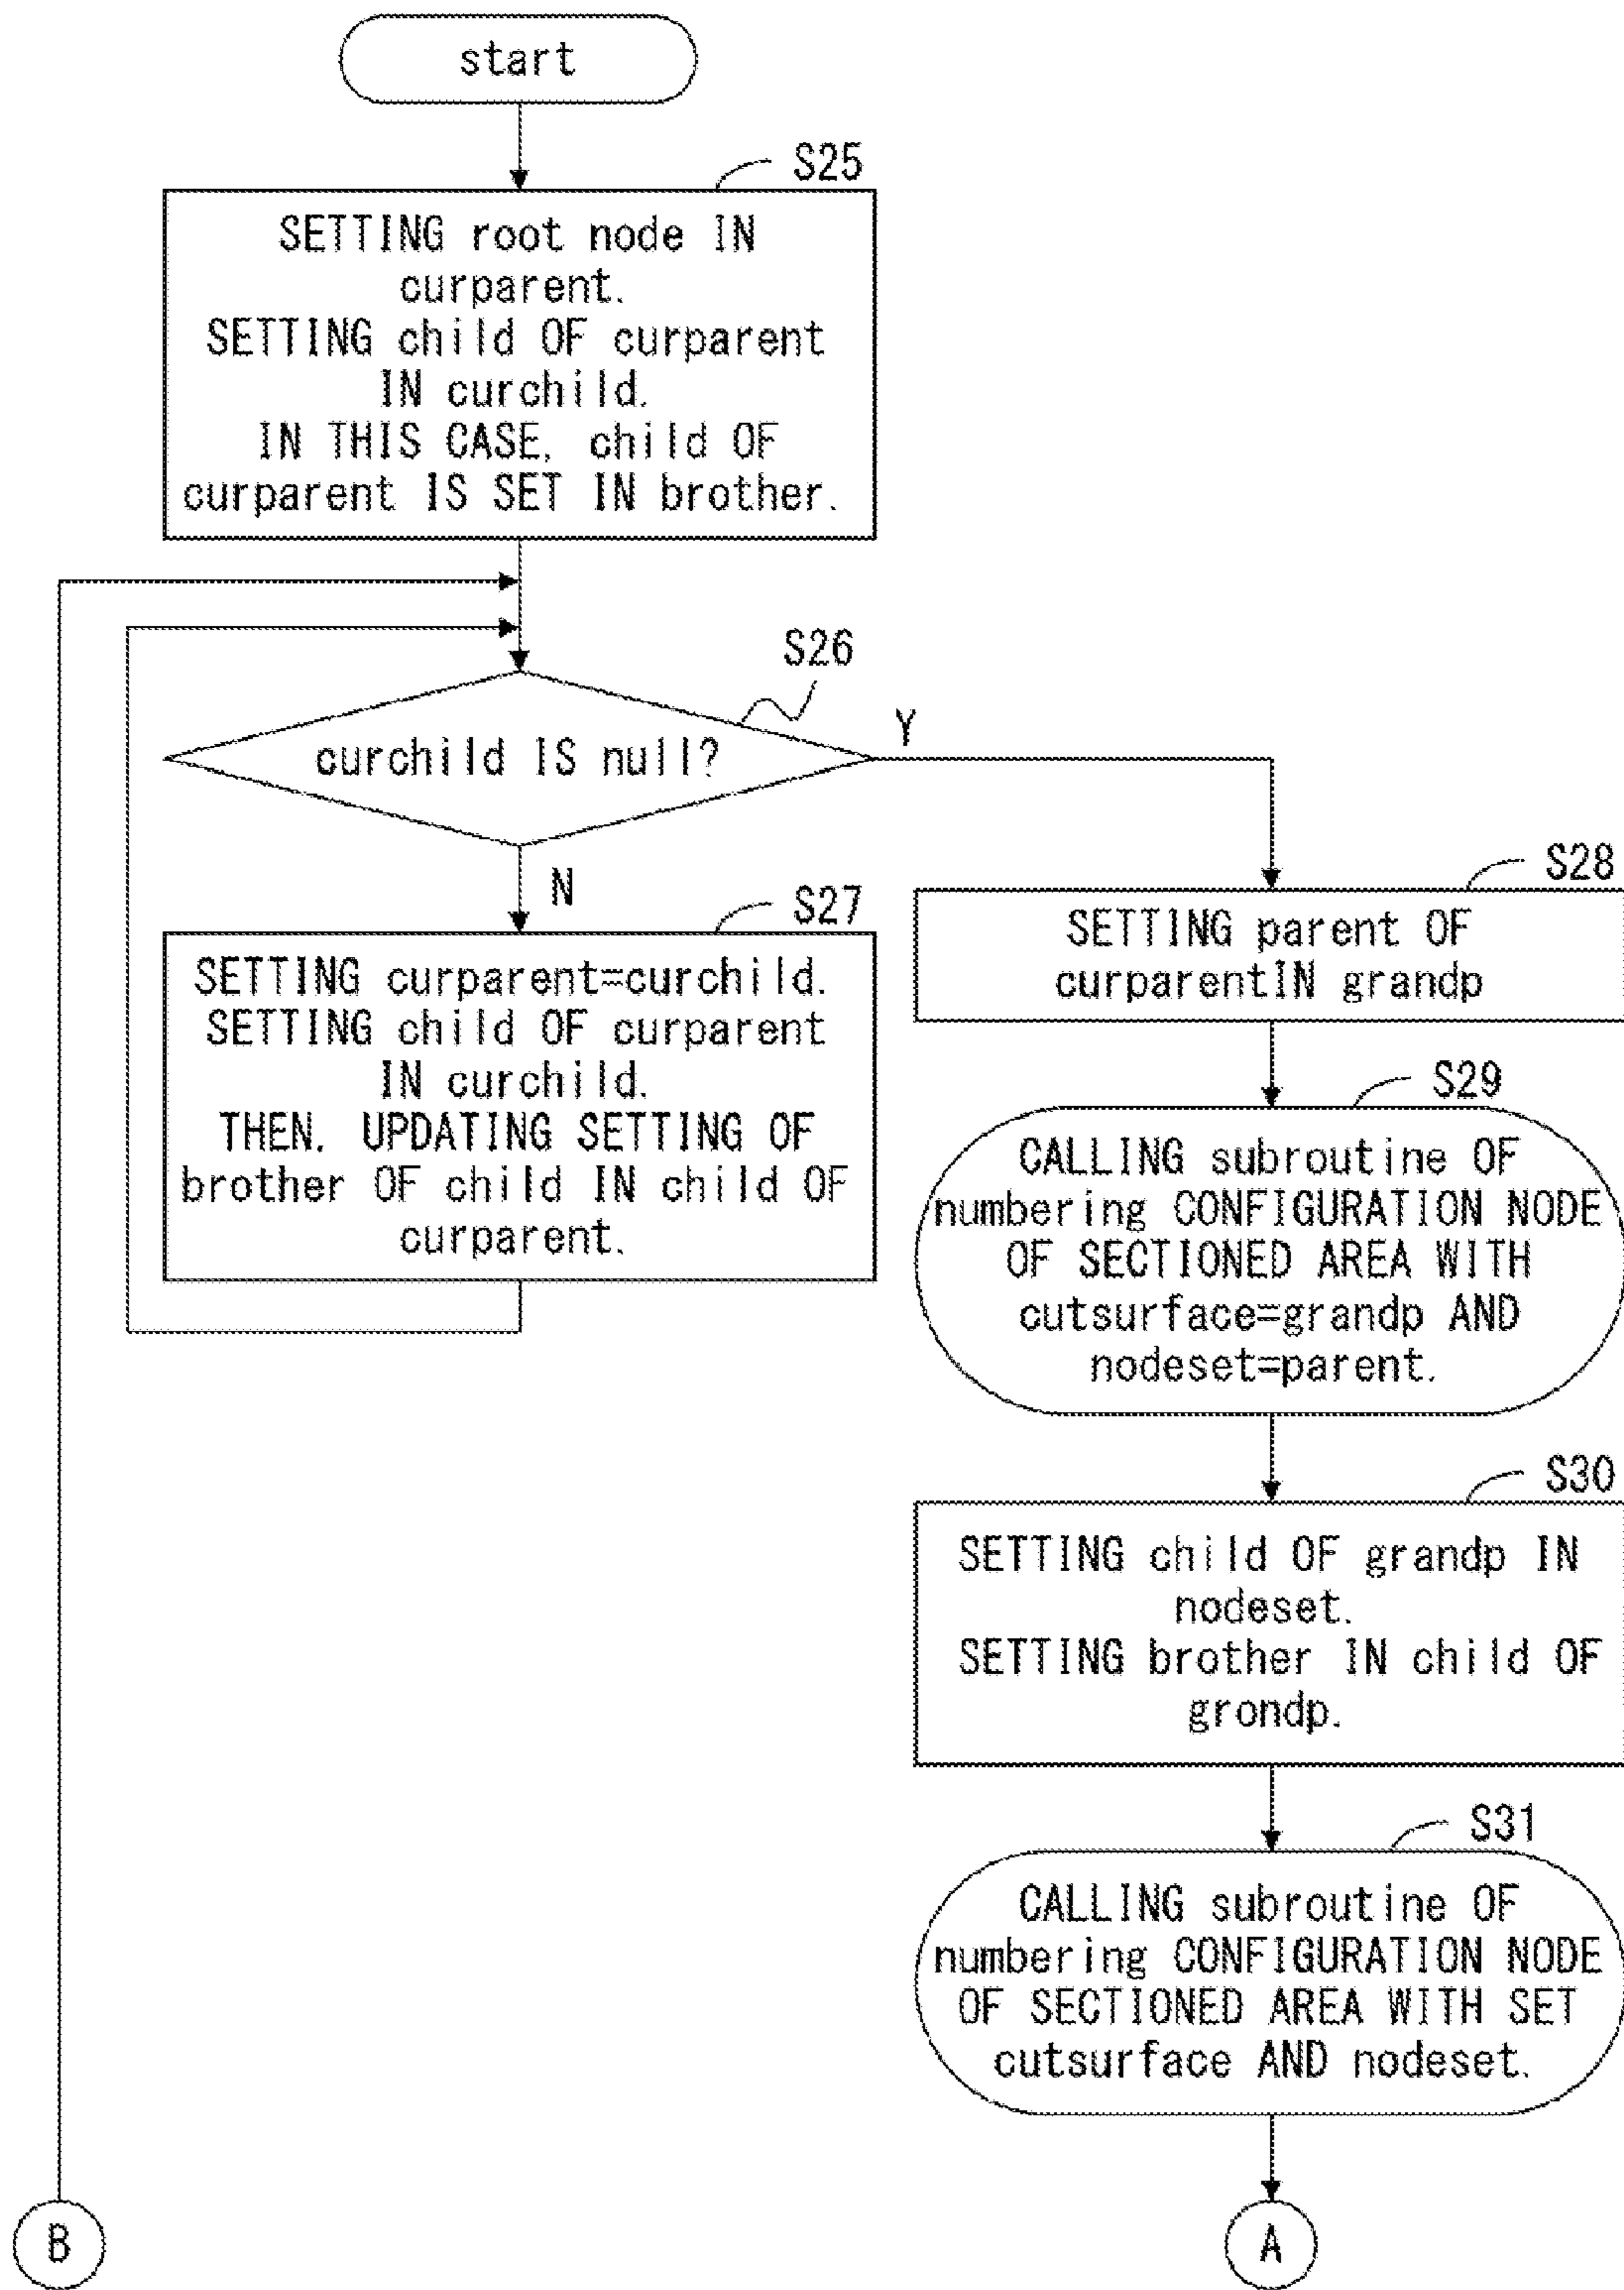 start
S25
SETTING root node IN
curparent.
SETTING child OF curparent
IN curchild.
IN THIS CASE, child OF
curparent IS SET IN brother.
S26
curchild IS null?
Y
N
S27
SETTING curparent=curchild.
SETTING child OF curparent
IN curchild.
THEN, UPDATING SETTING OF
brother OF child IN child OF
curparent.
S28
SETTING parent OF
curparentIN grandp
S29
CALLING subroutine OF
numbering CONFIGURATION NODE
OF SECTIONED AREA WITH
cutsurface=grandp AND
nodeset=parent.
S30
SETTING child OF grandp IN
nodeset.
SETTING brother IN child OF
grondp.
S31
CALLING subroutine OF
numbering CONFIGURATION NODE
OF SECTIONED AREA WITH SET
cutsurface AND nodeset.
B
A